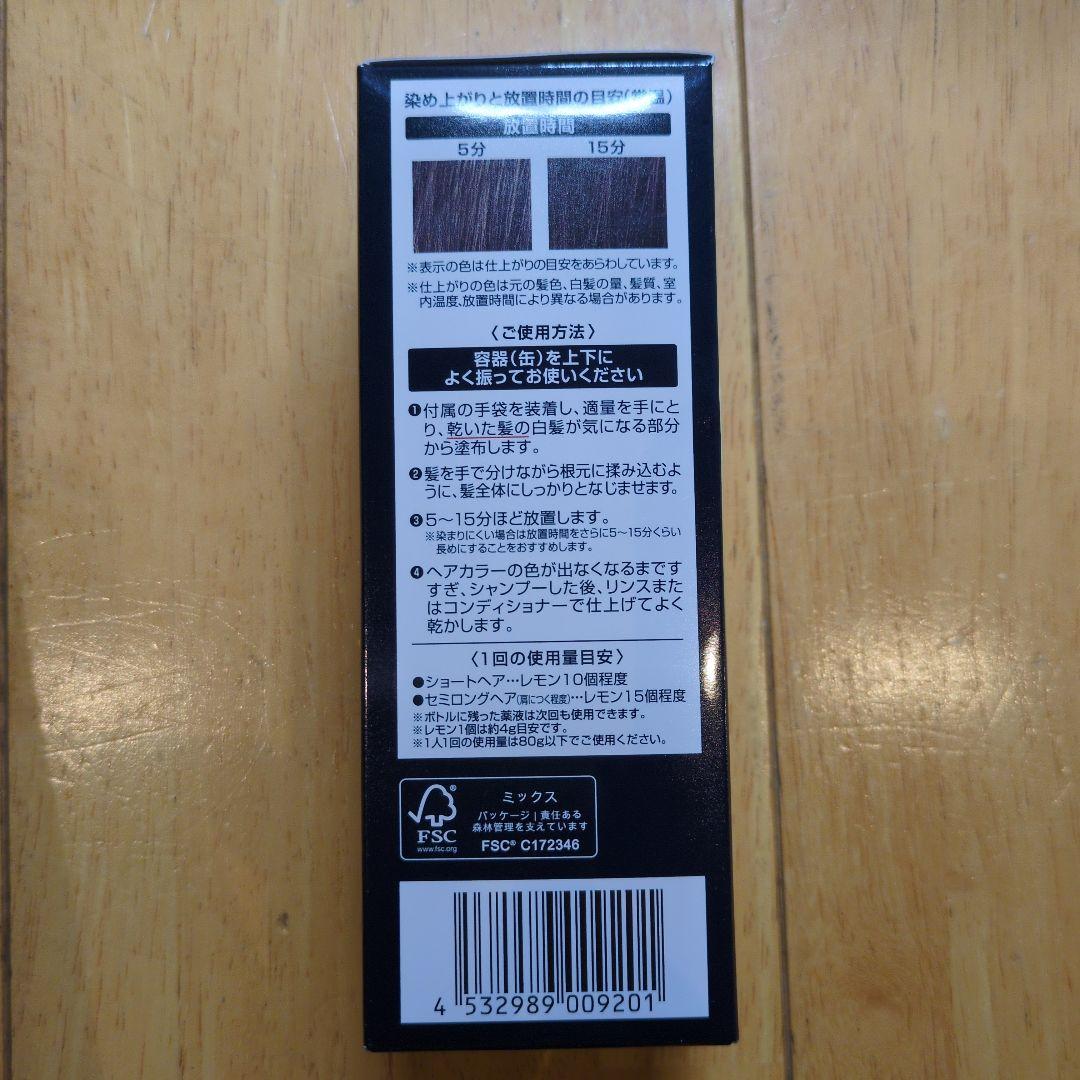 染め上がりと放置時間の目安(常温)
放置時間
5分 15分
※表示の色は仕上がりの目安をあらわしています。
※仕上がりの色は元の髪色、白髪の量、髪質、室
内温度、放置時間により異なる場合があります。
〈ご使用方法〉
容器(缶)を上下に
よく振ってお使いください
❶付属の手袋を装着し、適量を手にと
り、乾いた髪の白髪が気になる部分
から塗布します。
❷髪を手で分けながら根元に揉み込むよ
うに、髪全体にしっかりとなじませます。
❸5〜15分ほど放置します。
※染まりにくい場合は放置時間をさらに5〜15分くらい
長めにすることをおすすめします。
❹ヘアカラーの色が出なくなるまです
すぎ、シャンプーした後、リンスまた
はコンディショナーで仕上げてよく
乾かします。
〈1回の使用量目安〉
●ショートヘア…レモン10個程度
●セミロングヘア(肩につく程度)…レモン15個程度
※ボトルに残った薬液は次回も使用できます。
※レモン1個は約4g目安です。
※1人1回の使用量は80g以下でご使用ください。
FSC
www.fsc.org
ミックス
パッケージ|責任ある
森林管理を支えています
FSC® C172346
4 532989 009201